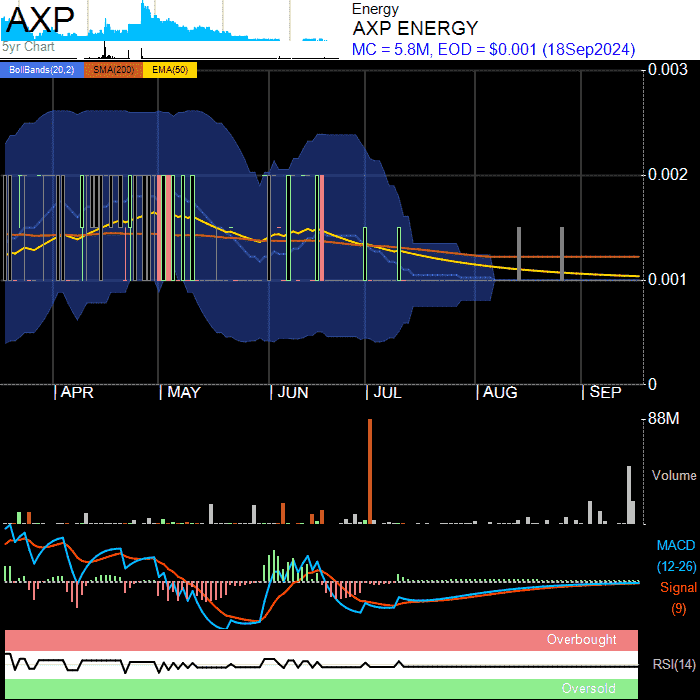 AXP
5yr Chart
Energy
AXP ENERGY
MC = 5.8M, EOD = $0.001 (18Sep2024)
BollBands(20,2) SMA(200) EMA(50)
0.003
0.002
0.001
0
APR MAY JUN JUL AUG SEP
88M
Volume
MACD
(12-26)
Signal
(9)
Overbought
RSI(14)
Oversold